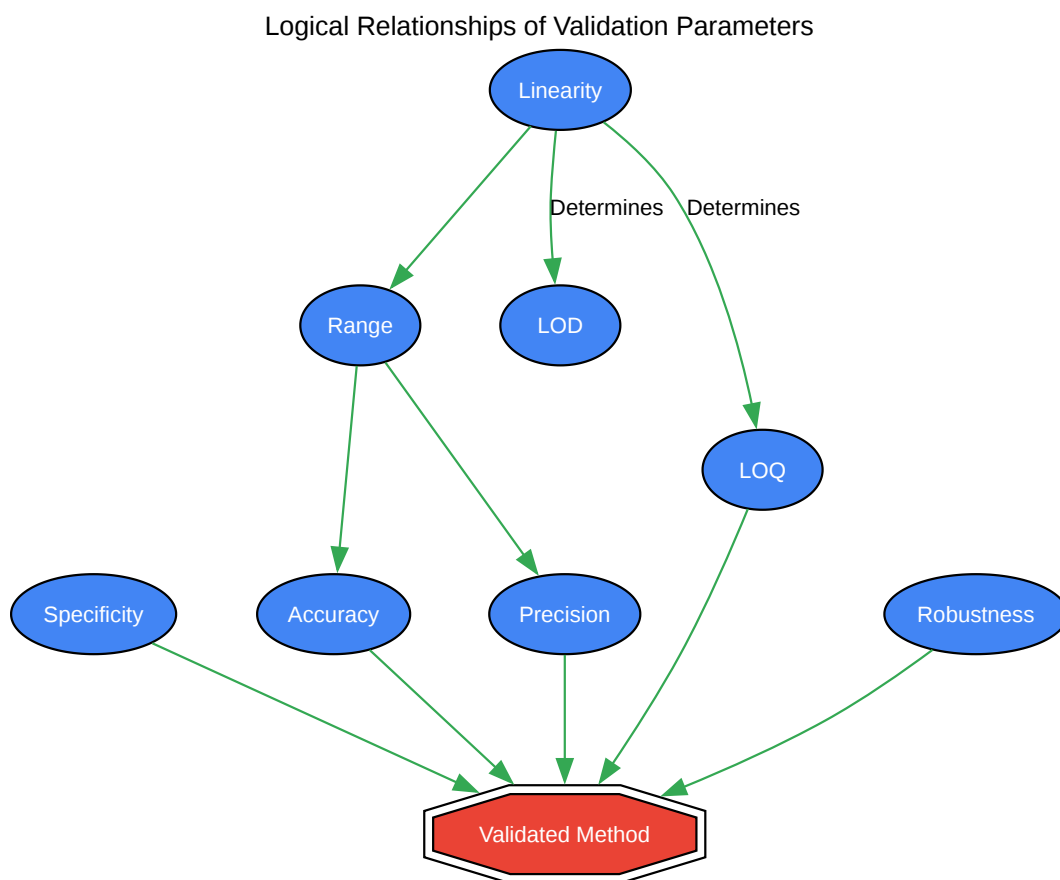 Logical Relationships of Validation Parameters
Linearity
Determines
Determines
Range
LOD
LOQ
Specificity
Accuracy
Precision
Robustness
Validated Method